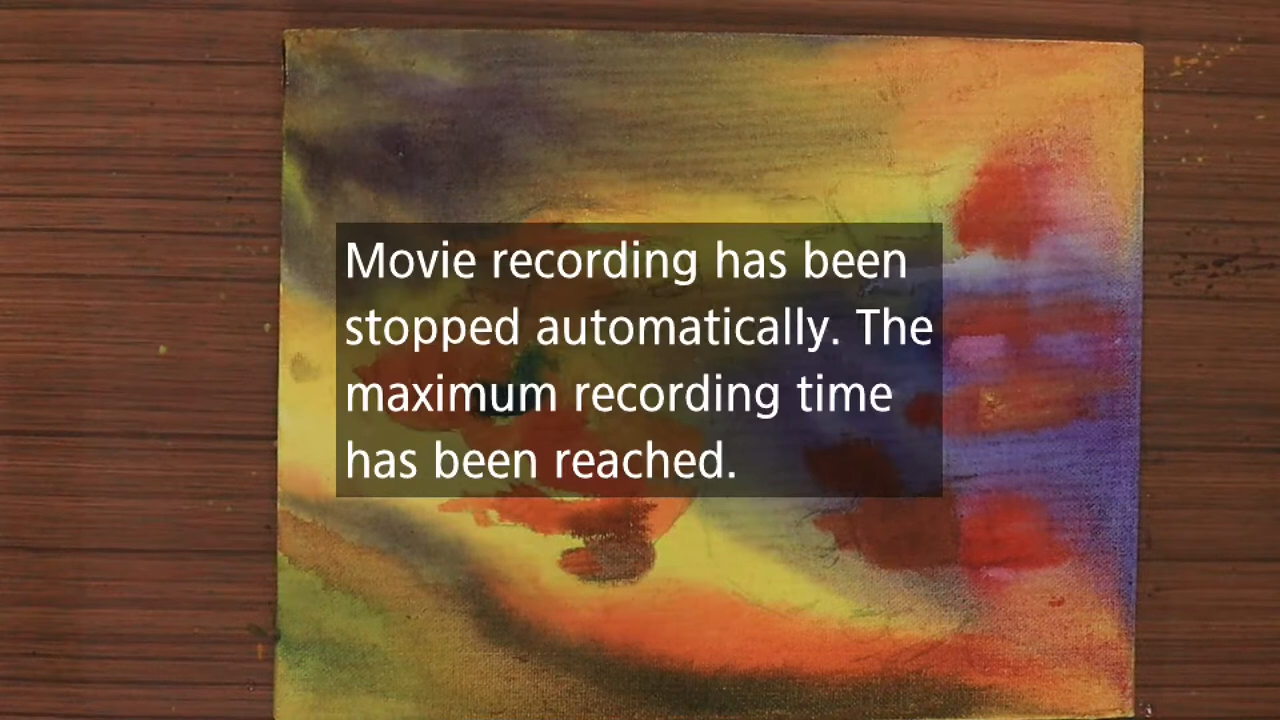 Movie recording has been
stopped automatically. The
maximum recording time
has been reached.